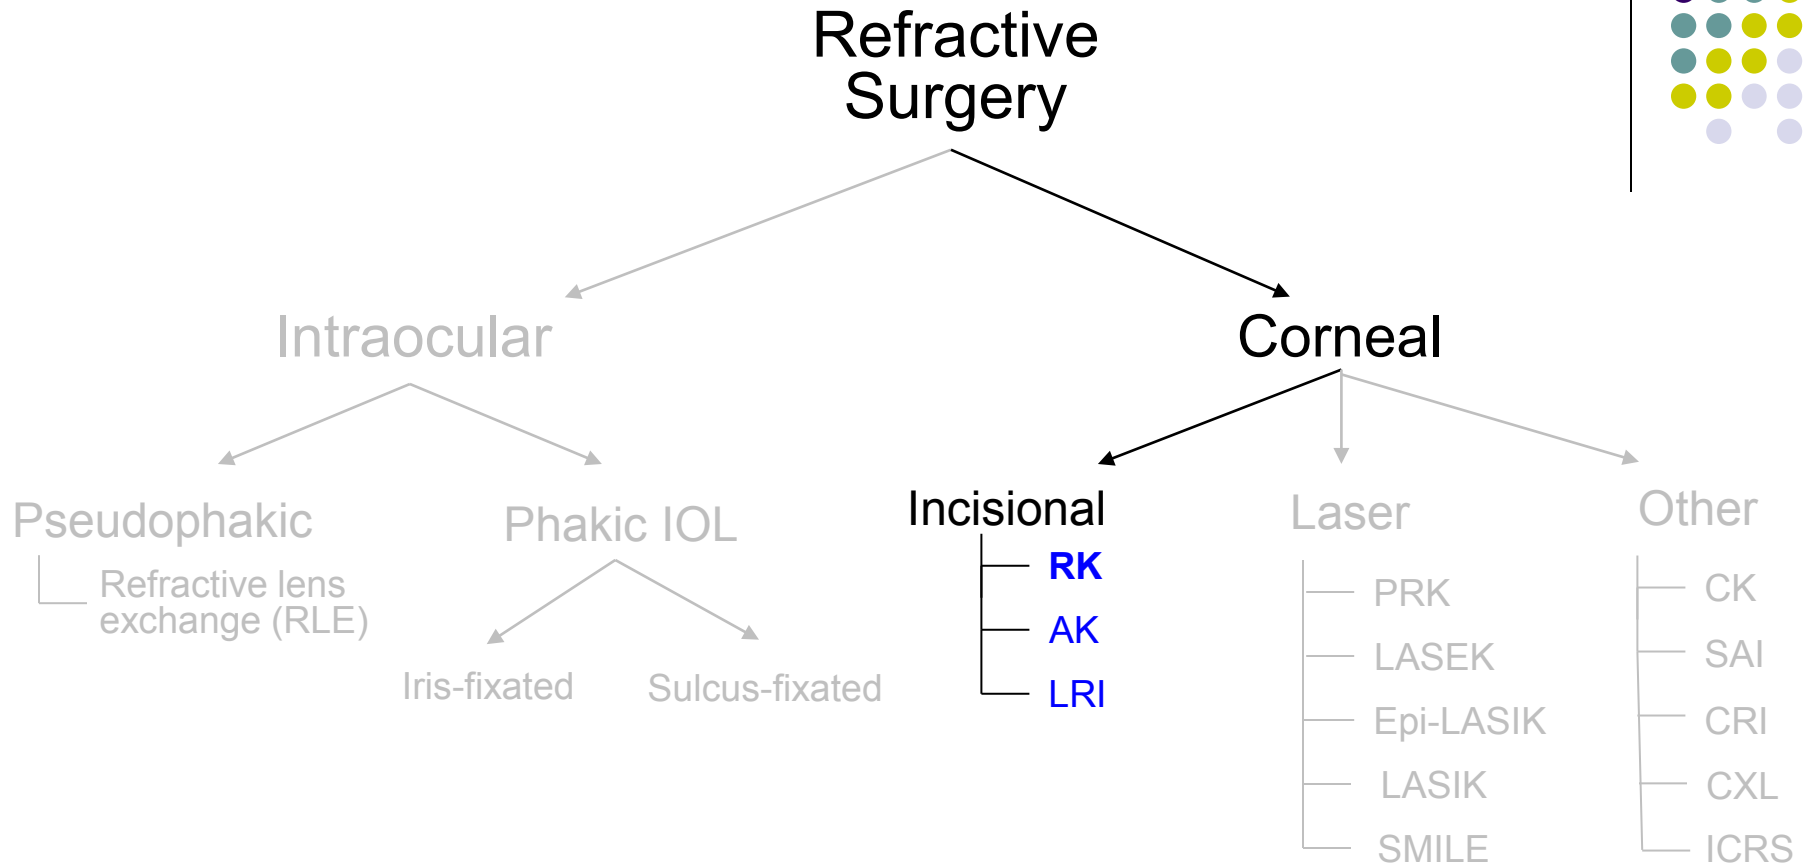 Refractive
Surgery
Intraocular
Corneal
Pseudophakic
Refractive lens
exchange (RLE)
Phakic IOL
Iris-fixated
Sulcus-fixated
Incisional
RK
AK
LRI
Laser
PRK
LASEK
Epi-LASIK
LASIK
SMILE
Other
CK
SAI
CRI
CXL
ICRS